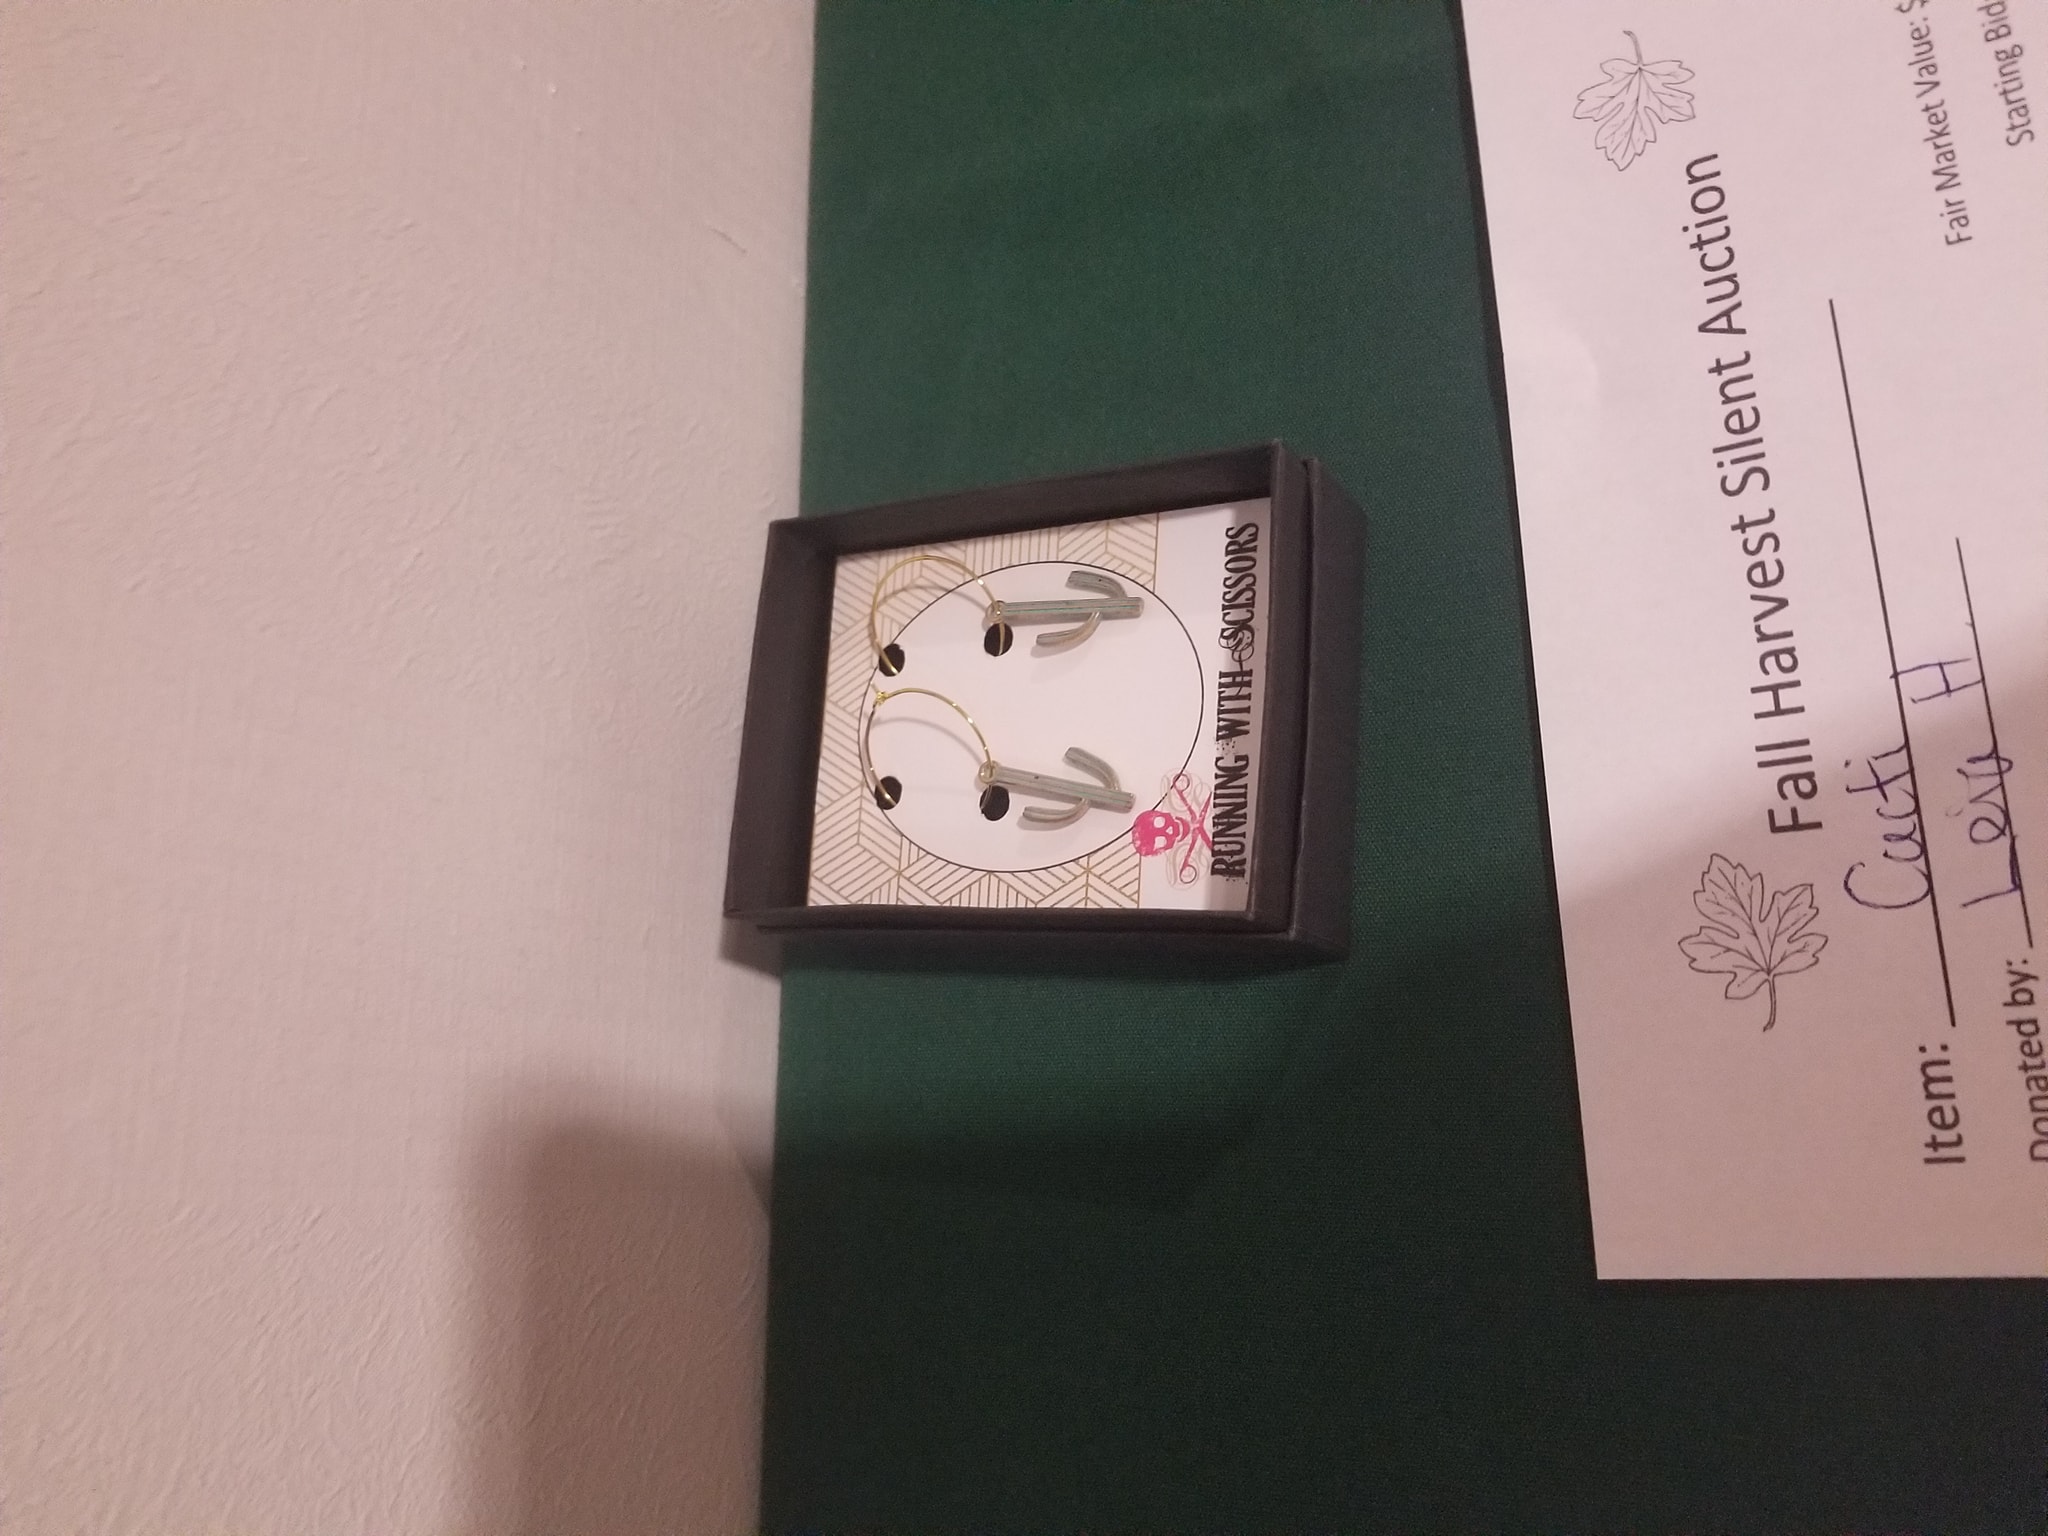 RUNNING WITH SCISSORS
Fall Harvest Silent Auction
Item: Cacti
Donated by: H
Fair Market Value: $
Starting Bid